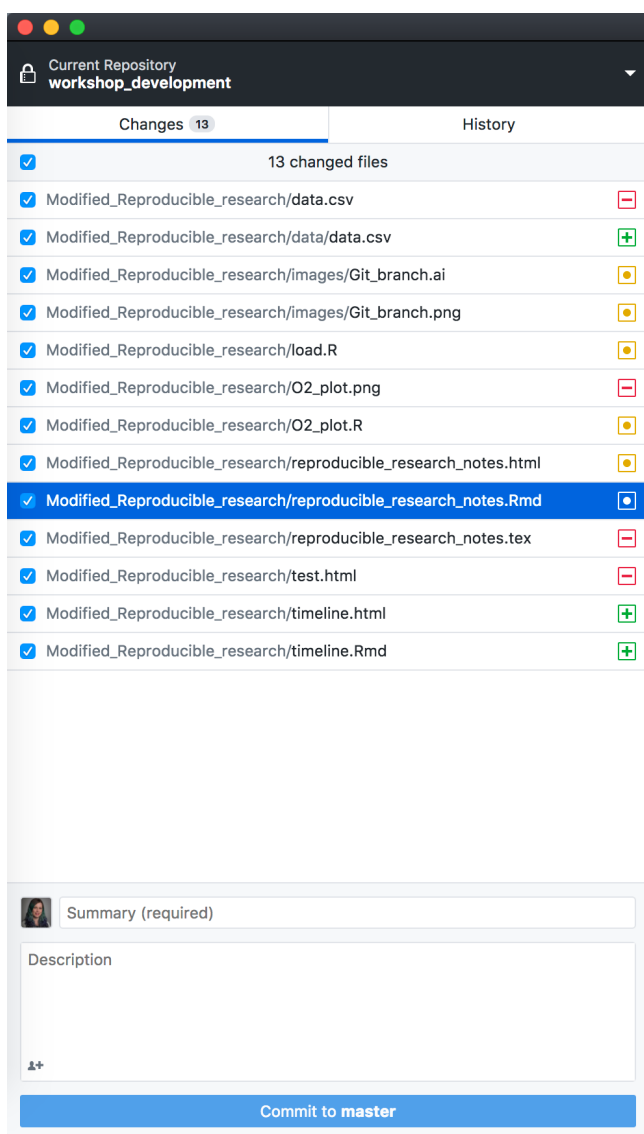 Current Repository
workshop_development
Changes 13 History
13 changed files
Modified_Reproducible_research/data.csv
Modified_Reproducible_research/data/data.csv
Modified_Reproducible_research/images/Git_branch.ai
Modified_Reproducible_research/images/Git_branch.png
Modified_Reproducible_research/load.R
Modified_Reproducible_research/O2_plot.png
Modified_Reproducible_research/O2_plot.R
Modified_Reproducible_research/reproducible_research_notes.html
Modified_Reproducible_research/reproducible_research_notes.Rmd
Modified_Reproducible_research/reproducible_research_notes.tex
Modified_Reproducible_research/test.html
Modified_Reproducible_research/timeline.html
Modified_Reproducible_research/timeline.Rmd
Summary (required)
Description
Commit to master